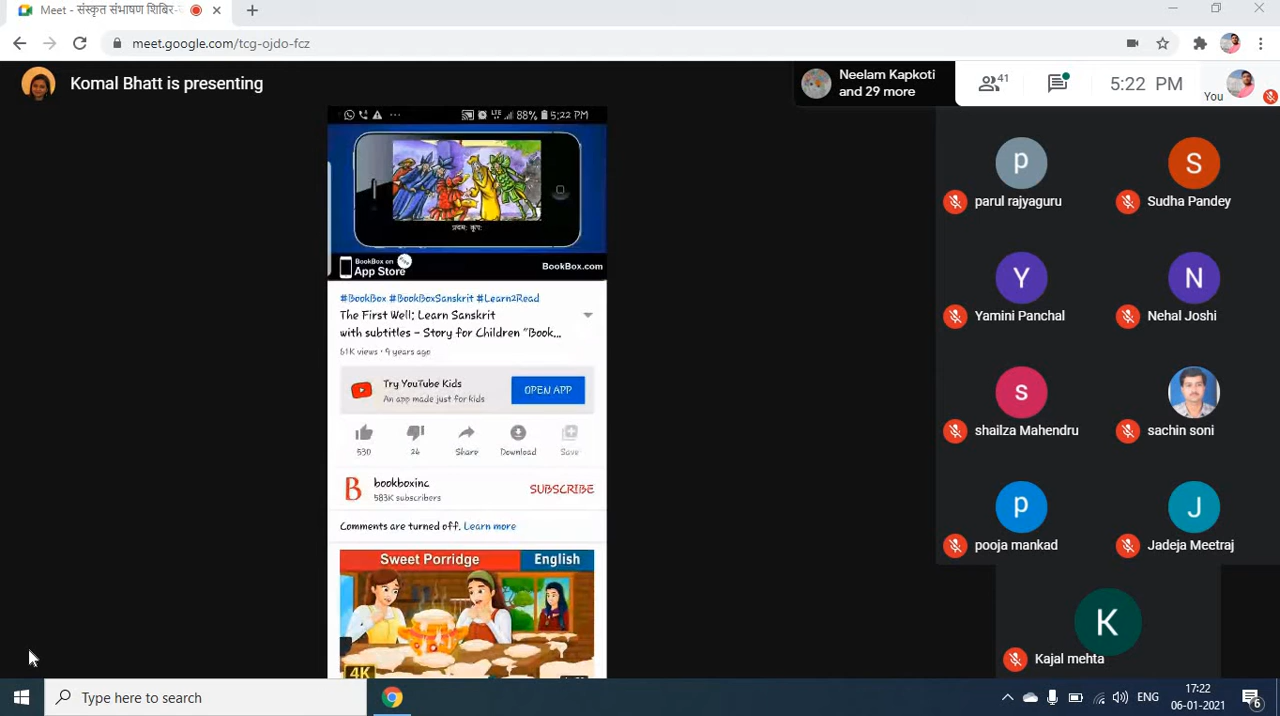 Meet - संस्कृत संभाषण शिबिर-
meet.google.com/tcg-ojdo-fcz
Komal Bhatt is presenting
Neelam Kapkoti
and 29 more
41
5:22 PM
You
LTE 88% 5:22 PM
प्रथमः कूपः
BookBox on
App Store
BookBox.com
#BookBox #BookBoxSanskrit #Learn2Read
The First Well: Learn Sanskrit
with subtitles - Story for Children "Book...
61K views • 9 years ago
Try YouTube Kids
An app made just for kids
OPEN APP
530
24
Share
Download
Save
B
bookboxinc
583K subscribers
SUBSCRIBE
Comments are turned off. Learn more
Sweet Porridge
English
4K
p
parul rajyaguru
S
Sudha Pandey
Y
Yamini Panchal
N
Nehal Joshi
s
shailza Mahendru
sachin soni
p
pooja mankad
J
Jadeja Meetraj
K
Kajal mehta
Type here to search
ENG
17:22
06-01-2021
6